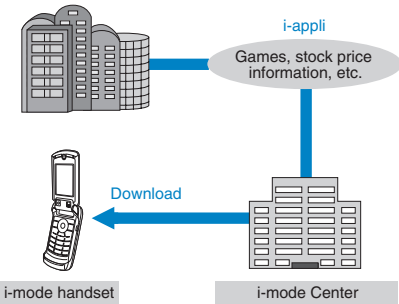 i-appli
Games, stock price
information, etc.
Download
i-mode handset
i-mode Center